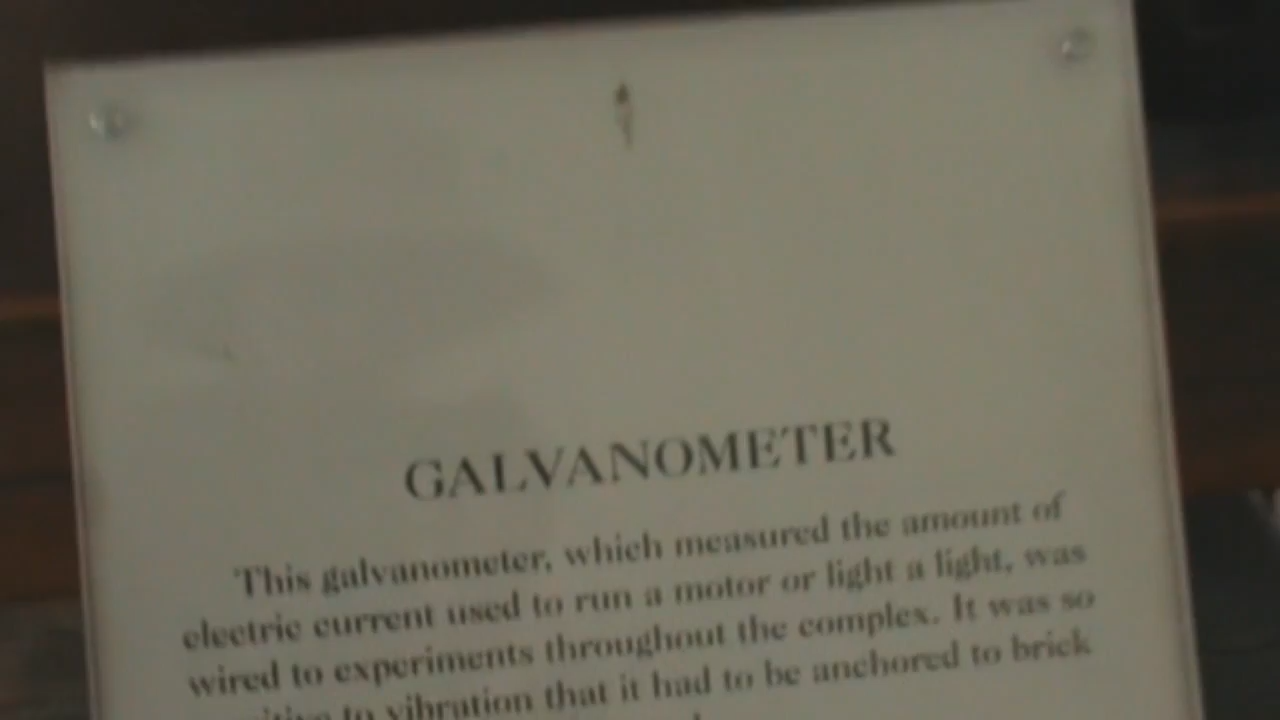 GALVANOMETER
This galvanometer, which measured the amount of
electric current used to run a motor or light a light, was
wired to experiments throughout the complex. It was so
to vibration that it had to be anchored to brick